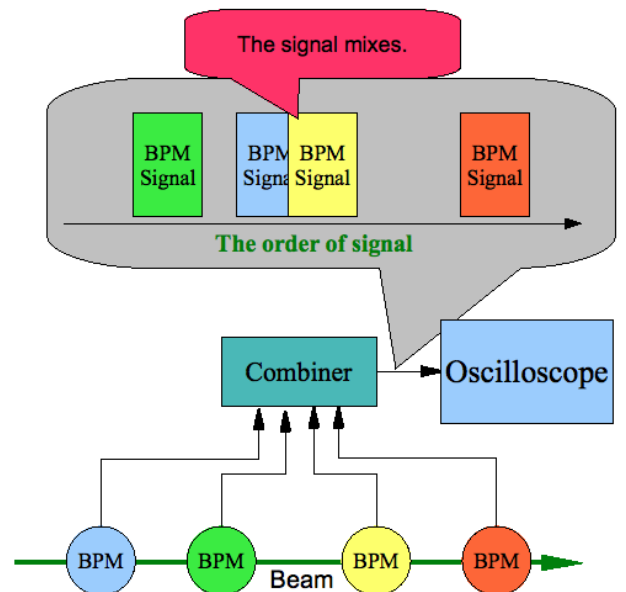 The signal mixes.
BPM
Signal
BPM
Signal
BPM
Signal
BPM
Signal
The order of signal
Combiner
Oscilloscope
BPM
BPM
BPM
BPM
Beam